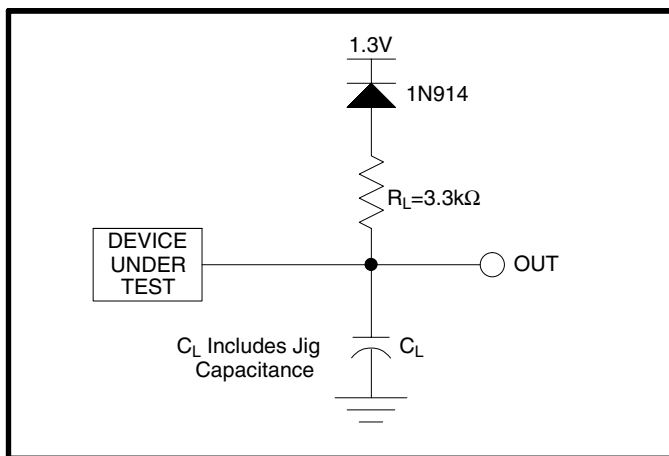 1.3V
1N914
R_L=3.3kΩ
DEVICE
UNDER
TEST
OUT
C_L Includes Jig
Capacitance
C_L